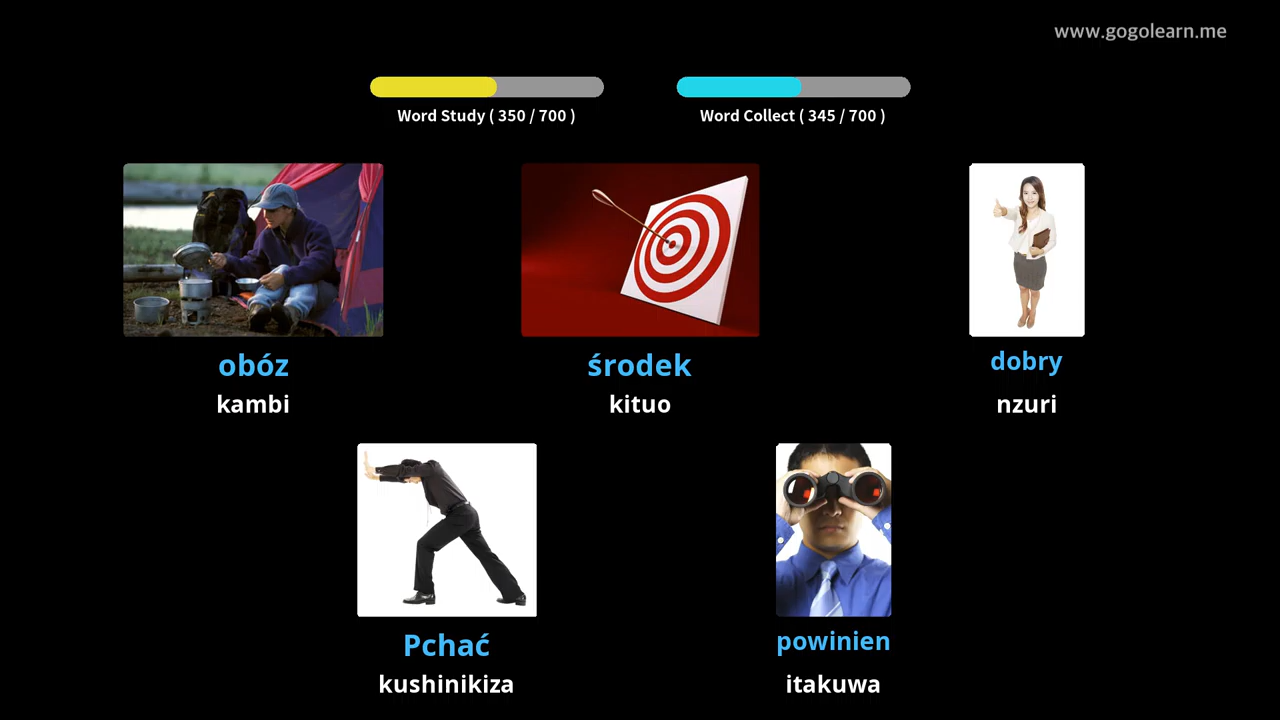 www.gogolearn.me
Word Study ( 350 / 700 )
Word Collect ( 345 / 700 )
obóz
środek
dobry
kambi
kituo
nzuri
Pchać
powinien
kushinikiza
itakuwa